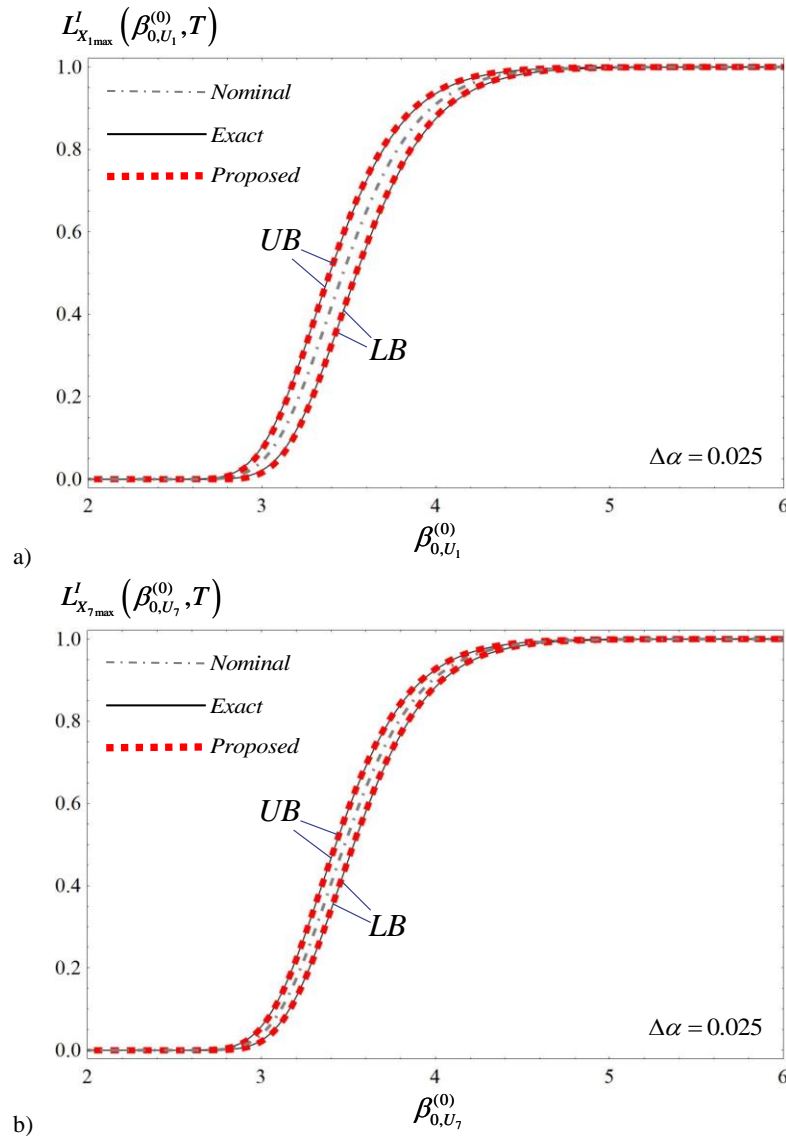 L^I_{X_{1max}} (β^{(0)}_{0,U_1}, T)
1.0
Nominal
Exact
0.8
Proposed
0.6
UB
0.4
LB
0.2
Δα = 0.025
0.0
2 3 4 5 6
β^{(0)}_{0,U_1}
a)
L^I_{X_{7max}} (β^{(0)}_{0,U_7}, T)
1.0
Nominal
Exact
0.8
Proposed
0.6
UB
0.4
LB
0.2
Δα = 0.025
0.0
2 3 4 5 6
β^{(0)}_{0,U_7}
b)